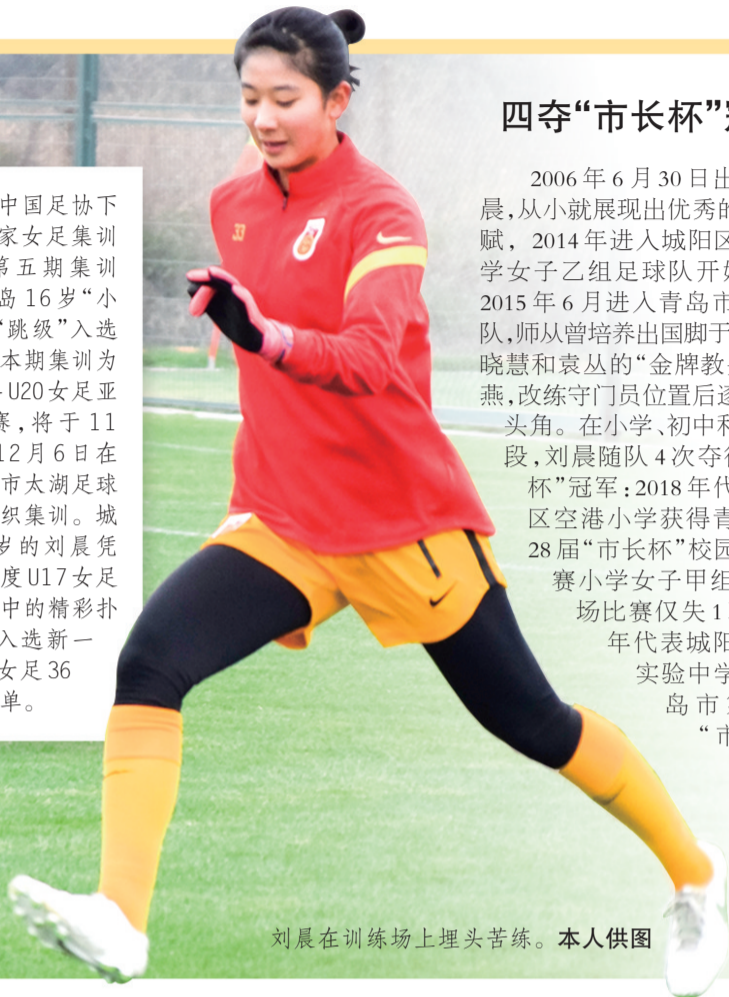 中国足协下
家女足集训
第五期集训
岛16岁“小
“跳级”入选
本期集训为
U20女足亚
赛,将于11
12月6日在
市太湖足球
织集训。城
岁的刘晨凭
度U17女足
中的精彩扑
入选新一
女足36
单。
33
四夺“市长杯”
2006年6月30日出
晨,从小就展现出优秀的
赋,2014年进入城阳区
学女子乙组足球队开始
2015年6月进入青岛市
队,师从曾培养出国脚于
晓慧和袁丛的“金牌教
燕,改练守门员位置后逐
头角。在小学、初中和
段,刘晨随队4次夺得
杯”冠军:2018年代
区空港小学获得青
28届“市长杯”校园
赛小学女子甲组
场比赛仅失1
年代表城阳
实验中学
岛市
“市
刘晨在训练场上埋头苦练。本人供图